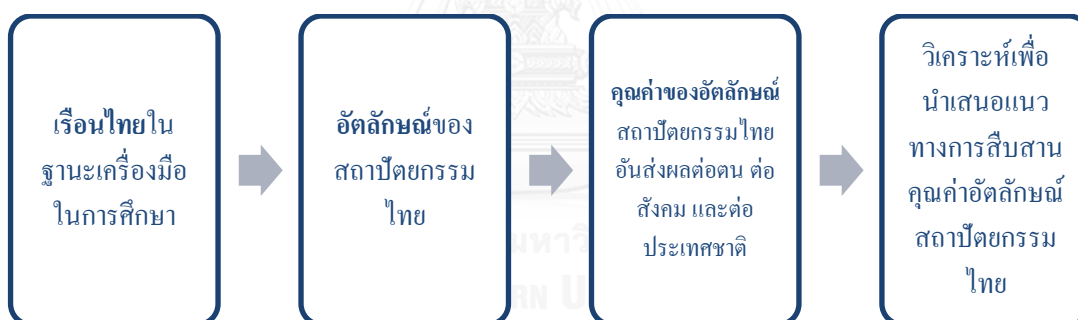 เรือนไทยใน
ฐานะเครื่องมือ
ในการศึกษา
อัตลักษณ์ของ
สถาปัตยกรรม
ไทย
คุณค่าของอัตลักษณ์
สถาปัตยกรรมไทย
อันส่งผลต่อตน ต่อ
สังคม และต่อ
ประเทศชาติ
วิเคราะห์เพื่อ
นำเสนอแนว
ทางการสืบสาน
คุณค่าอัตลักษณ์
สถาปัตยกรรม
ไทย